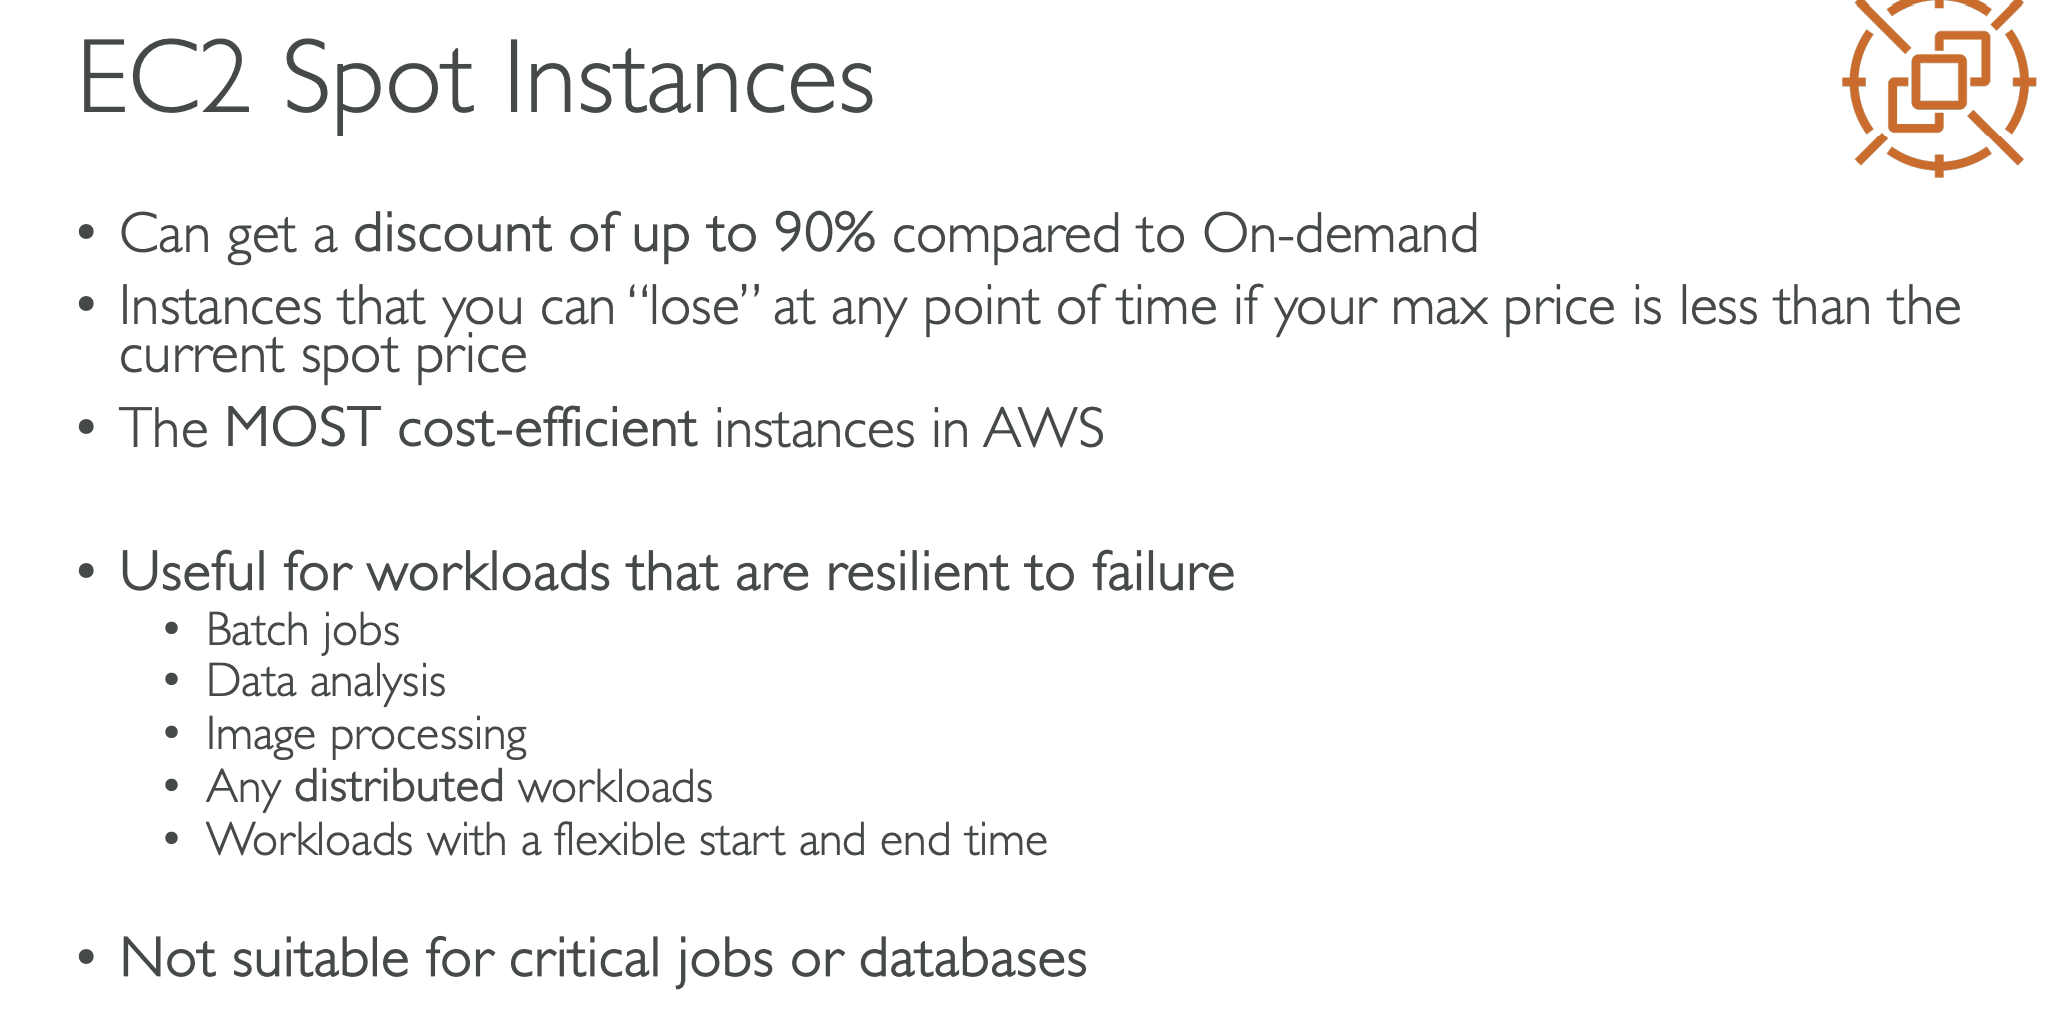 EC2 Spot Instances
• Can get a discount of up to 90% compared to On-demand
• Instances that you can “lose” at any point of time if your max price is less than the
current spot price
• The MOST cost-efficient instances in AWS
• Useful for workloads that are resilient to failure
• Batch jobs
• Data analysis
• Image processing
• Any distributed workloads
• Workloads with a flexible start and end time
• Not suitable for critical jobs or databases